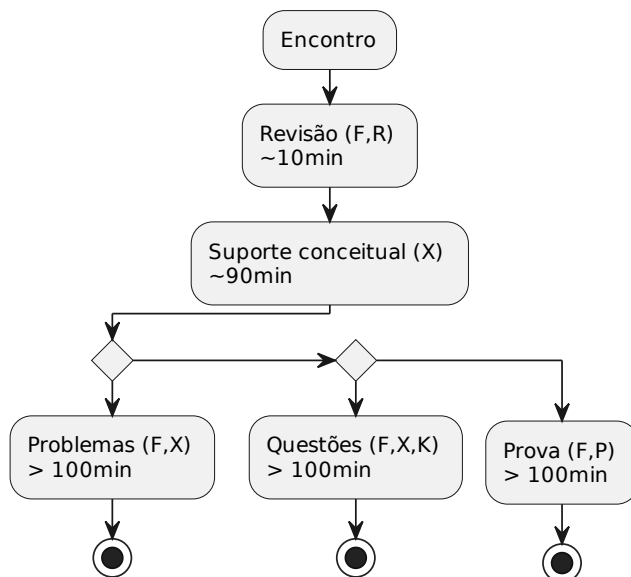 Encontro
Revisão (F,R)
~10min
Suporte conceitual (X)
~90min
Problemas (F,X)
> 100min
Questões (F,X,K)
> 100min
Prova (F,P)
> 100min